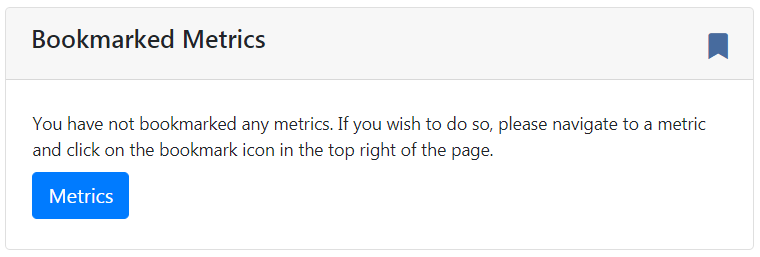 Bookmarked Metrics
You have not bookmarked any metrics. If you wish to do so, please navigate to a metric
and click on the bookmark icon in the top right of the page.
Metrics